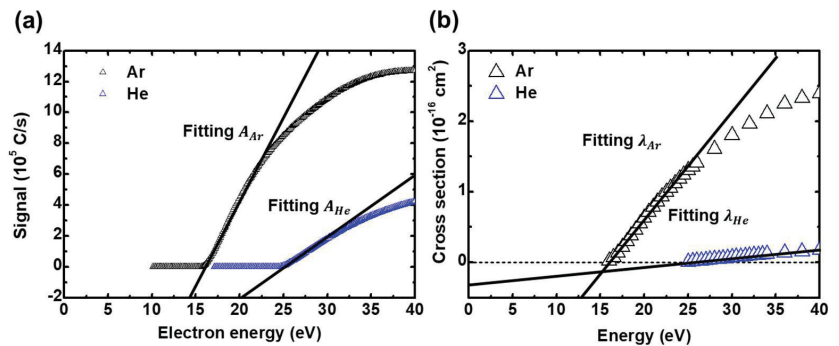 (a)
14
12
10
8
6
4
2
0
-2
Signal (10⁵ C/s)
Ar
He
Fitting A_Ar
Fitting A_He
0 5 10 15 20 25 30 35 40
Electron energy (eV)
(b)
3
2
1
0
Cross section (10⁻¹⁶ cm²)
Ar
He
Fitting λ_Ar
Fitting λ_He
0 5 10 15 20 25 30 35 40
Energy (eV)